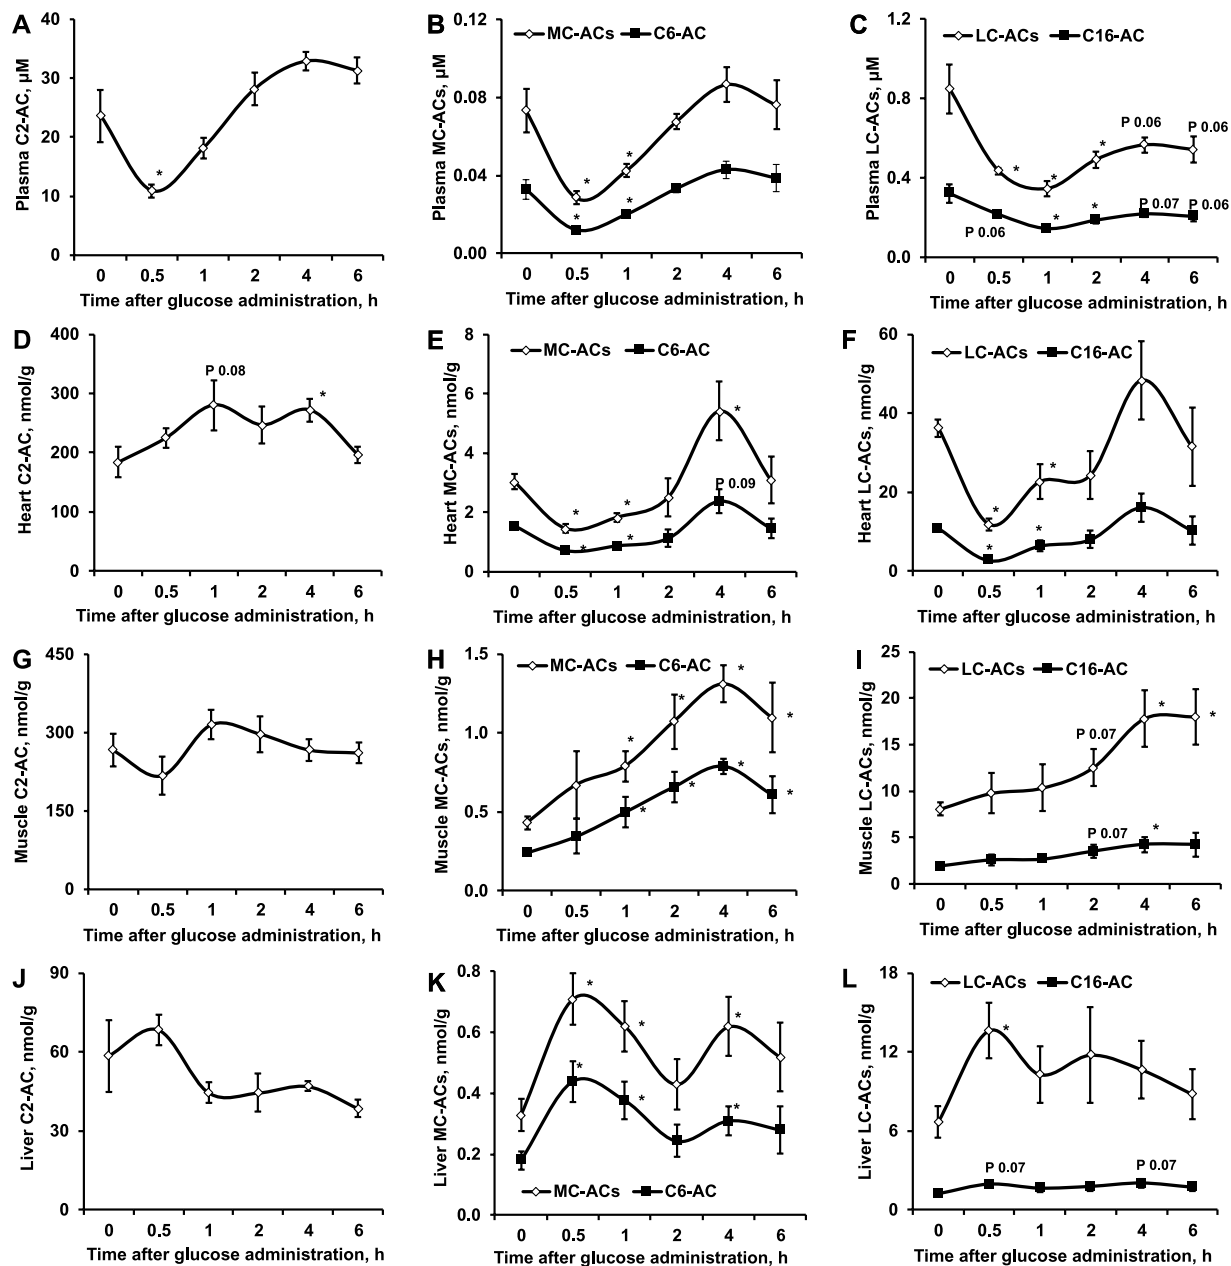 A
Plasma C2-AC, µM
40
30
20
10
0
0 0.5 1 2 4 6
*
Time after glucose administration, h
B
MC-ACs C6-AC
Plasma MC-ACs, µM
0.12
0.08
0.04
0.00
* *
* *
0 0.5 1 2 4 6
Time after glucose administration, h
C
LC-ACs C16-AC
Plasma LC-ACs, µM
1.2
0.8
0.4
0.0
* * * P 0.06 P 0.06
P 0.06 * * P 0.07 P 0.06
0 0.5 1 2 4 6
Time after glucose administration, h
D
Heart C2-AC, nmol/g
400
300
200
100
0
P 0.08 *
0 0.5 1 2 4 6
Time after glucose administration, h
E
MC-ACs C6-AC
Heart MC-ACs, nmol/g
8
6
4
2
0
* * *
* * P 0.09
0 0.5 1 2 4 6
Time after glucose administration, h
F
LC-ACs C16-AC
Heart LC-ACs, nmol/g
60
40
20
0
* *
* *
0 0.5 1 2 4 6
Time after glucose administration, h
G
Muscle C2-AC, nmol/g
450
300
150
0
0 0.5 1 2 4 6
Time after glucose administration, h
H
MC-ACs C6-AC
Muscle MC-ACs, nmol/g
1.5
1.0
0.5
0.0
* * * *
* * * *
0 0.5 1 2 4 6
Time after glucose administration, h
I
LC-ACs C16-AC
Muscle LC-ACs, nmol/g
25
20
15
10
5
0
P 0.07 * *
P 0.07 *
0 0.5 1 2 4 6
Time after glucose administration, h
J
Liver C2-AC, nmol/g
90
60
30
0
0 0.5 1 2 4 6
Time after glucose administration, h
K
Liver MC-ACs, nmol/g
0.8
0.6
0.4
0.2
0.0
* * *
* * *
MC-ACs C6-AC
0 0.5 1 2 4 6
Time after glucose administration, h
L
LC-ACs C16-AC
Liver LC-ACs, nmol/g
18
12
6
0
*
P 0.07 P 0.07
0 0.5 1 2 4 6
Time after glucose administration, h